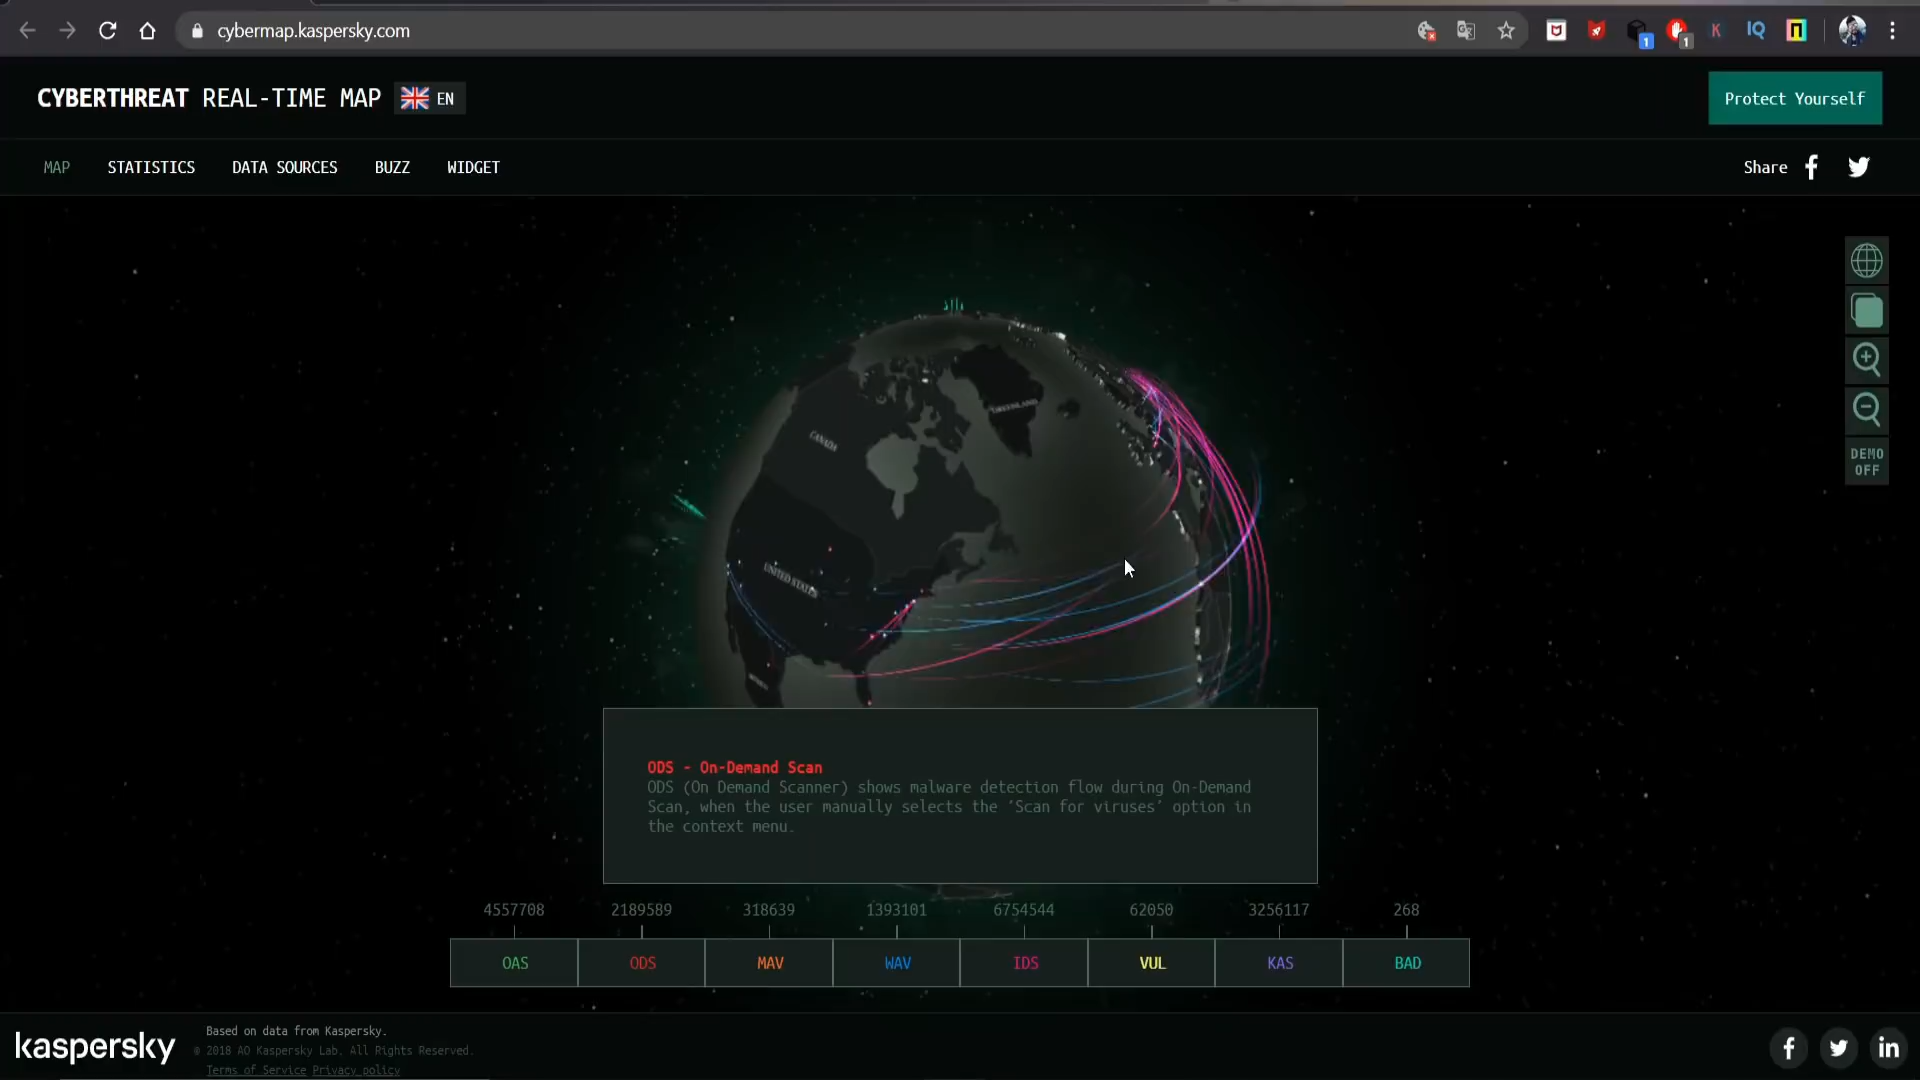 cybermap.kaspersky.com
1
1
K
IQ
CYBERTHREAT REAL-TIME MAP
EN
Protect Yourself
MAP
STATISTICS
DATA SOURCES
BUZZ
WIDGET
Share
GREENLAND
CANADA
UNITED STATES
DEMO
OFF
ODS - On-Demand Scan
ODS (On Demand Scanner) shows malware detection flow during On-Demand
Scan, when the user manually selects the ‘Scan for viruses’ option in
the context menu.
4557708
2189589
318639
1393101
6754544
62050
3256117
268
OAS
ODS
MAV
WAV
IDS
VUL
KAS
BAD
kaspersky
Based on data from Kaspersky.
© 2018 AO Kaspersky Lab. All Rights Reserved.
Terms of Service Privacy policy